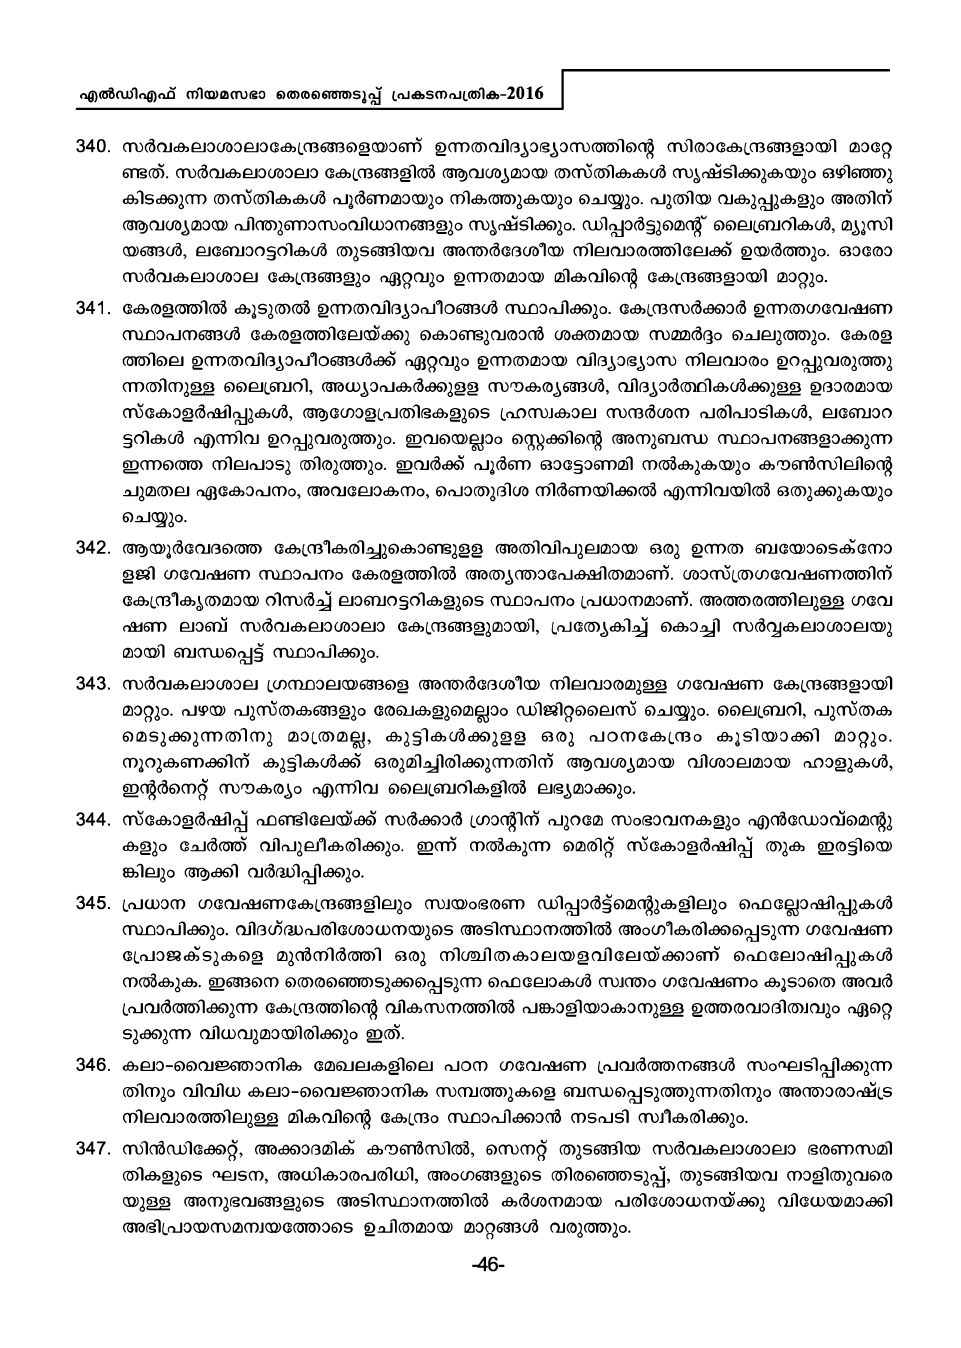 എൽഡിഎഫ് നിയമസഭാ തെരഞ്ഞെടുപ്പ് പ്രകടനപത്രിക-2016
340. സർവകലാശാലാകേന്ദ്രങ്ങളെയാണ് ഉന്നതവിദ്യാഭ്യാസത്തിന്റെ സിരാകേന്ദ്രങ്ങളായി മാറ്റേ
ണ്ടത്. സർവകലാശാലാ കേന്ദ്രങ്ങളിൽ ആവശ്യമായ തസ്തികകൾ സൃഷ്ടിക്കുകയും ഒഴിഞ്ഞു
കിടക്കുന്ന തസ്തികകൾ പൂർണമായും നികത്തുകയും ചെയ്യും. പുതിയ വകുപ്പുകളും അതിന്
ആവശ്യമായ പിന്തുണാസംവിധാനങ്ങളും സൃഷ്ടിക്കും. ഡിപ്പാർട്ടുമെന്റ് ലൈബ്രറികൾ, മ്യൂസി
യങ്ങൾ, ലബോറട്ടറികൾ തുടങ്ങിയവ അന്തർദേശീയ നിലവാരത്തിലേക്ക് ഉയർത്തും. ഓരോ
സർവകലാശാല കേന്ദ്രങ്ങളും ഏറ്റവും ഉന്നതമായ മികവിന്റെ കേന്ദ്രങ്ങളായി മാറ്റും.
341. കേരളത്തിൽ കൂടുതൽ ഉന്നതവിദ്യാപീഠങ്ങൾ സ്ഥാപിക്കും. കേന്ദ്രസർക്കാർ ഉന്നതഗവേഷണ
സ്ഥാപനങ്ങൾ കേരളത്തിലേയ്ക്കു കൊണ്ടുവരാൻ ശക്തമായ സമ്മർദ്ദം ചെലുത്തും. കേരള
ത്തിലെ ഉന്നതവിദ്യാപീഠങ്ങൾക്ക് ഏറ്റവും ഉന്നതമായ വിദ്യാഭ്യാസ നിലവാരം ഉറപ്പുവരുത്തു
ന്നതിനുള്ള ലൈബ്രറി, അധ്യാപകർക്കുളള സൗകര്യങ്ങൾ, വിദ്യാർത്ഥികൾക്കുള്ള ഉദാരമായ
സ്കോളർഷിപ്പുകൾ, ആഗോളപ്രതിഭകളുടെ ഹ്രസ്വകാല സന്ദർശന പരിപാടികൾ, ലബോറ
ട്ടറികൾ എന്നിവ ഉറപ്പുവരുത്തും. ഇവയെല്ലാം സ്റ്റെക്കിന്റെ അനുബന്ധ സ്ഥാപനങ്ങളാക്കുന്ന
ഇന്നത്തെ നിലപാടു തിരുത്തും. ഇവർക്ക് പൂർണ ഓട്ടോണമി നൽകുകയും കൗൺസിലിന്റെ
ചുമതല ഏകോപനം, അവലോകനം, പൊതുദിശ നിർണയിക്കൽ എന്നിവയിൽ ഒതുക്കുകയും
ചെയ്യും.
342. ആയൂർവേദത്തെ കേന്ദ്രീകരിച്ചുകൊണ്ടുളള അതിവിപുലമായ ഒരു ഉന്നത ബയോടെക്നോ
ളജി ഗവേഷണ സ്ഥാപനം കേരളത്തിൽ അത്യന്താപേക്ഷിതമാണ്. ശാസ്ത്രഗവേഷണത്തിന്
കേന്ദ്രീകൃതമായ റിസർച്ച് ലാബറട്ടറികളുടെ സ്ഥാപനം പ്രധാനമാണ്. അത്തരത്തിലുള്ള ഗവേ
ഷണ ലാബ് സർവകലാശാലാ കേന്ദ്രങ്ങളുമായി, പ്രത്യേകിച്ച് കൊച്ചി സർവ്വകലാശാലയു
മായി ബന്ധപ്പെട്ട് സ്ഥാപിക്കും.
343. സർവകലാശാല ഗ്രന്ഥാലയങ്ങളെ അന്തർദേശീയ നിലവാരമുള്ള ഗവേഷണ കേന്ദ്രങ്ങളായി
മാറ്റും. പഴയ പുസ്തകങ്ങളും രേഖകളുമെല്ലാം ഡിജിറ്റലൈസ് ചെയ്യും. ലൈബ്രറി, പുസ്തക
മെടുക്കുന്നതിനു മാത്രമല്ല, കുട്ടികൾക്കുളള ഒരു പഠനകേന്ദ്രം കൂടിയാക്കി മാറ്റും.
നൂറുകണക്കിന് കുട്ടികൾക്ക് ഒരുമിച്ചിരിക്കുന്നതിന് ആവശ്യമായ വിശാലമായ ഹാളുകൾ,
ഇന്റർനെറ്റ് സൗകര്യം എന്നിവ ലൈബ്രറികളിൽ ലഭ്യമാക്കും.
344. സ്കോളർഷിപ്പ് ഫണ്ടിലേയ്ക്ക് സർക്കാർ ഗ്രാന്റിന് പുറമേ സംഭാവനകളും എൻഡോവ്മെന്റു
കളും ചേർത്ത് വിപുലീകരിക്കും. ഇന്ന് നൽകുന്ന മെരിറ്റ് സ്കോളർഷിപ്പ് തുക ഇരട്ടിയെ
ങ്കിലും ആക്കി വർദ്ധിപ്പിക്കും.
345. പ്രധാന ഗവേഷണകേന്ദ്രങ്ങളിലും സ്വയംഭരണ ഡിപ്പാർട്ട്മെന്റുകളിലും ഫെല്ലോഷിപ്പുകൾ
സ്ഥാപിക്കും. വിദഗ്ദ്ധപരിശോധനയുടെ അടിസ്ഥാനത്തിൽ അംഗീകരിക്കപ്പെടുന്ന ഗവേഷണ
പ്രോജക്ടുകളെ മുൻനിർത്തി ഒരു നിശ്ചിതകാലയളവിലേയ്ക്കാണ് ഫെലോഷിപ്പുകൾ
നൽകുക. ഇങ്ങനെ തെരഞ്ഞെടുക്കപ്പെടുന്ന ഫെലോകൾ സ്വന്തം ഗവേഷണം കൂടാതെ അവർ
പ്രവർത്തിക്കുന്ന കേന്ദ്രത്തിന്റെ വികസനത്തിൽ പങ്കാളിയാകാനുള്ള ഉത്തരവാദിത്വവും ഏറ്റെ
ടുക്കുന്ന വിധവുമായിരിക്കും ഇത്.
346. കലാ-വൈജ്ഞാനിക മേഖലകളിലെ പഠന ഗവേഷണ പ്രവർത്തനങ്ങൾ സംഘടിപ്പിക്കുന്ന
തിനും വിവിധ കലാ-വൈജ്ഞാനിക സമ്പത്തുകളെ ബന്ധപ്പെടുത്തുന്നതിനും അന്താരാഷ്ട്ര
നിലവാരത്തിലുള്ള മികവിന്റെ കേന്ദ്രം സ്ഥാപിക്കാൻ നടപടി സ്വീകരിക്കും.
347. സിൻഡിക്കേറ്റ്, അക്കാദമിക് കൗൺസിൽ, സെനറ്റ് തുടങ്ങിയ സർവകലാശാലാ ഭരണസമി
തികളുടെ ഘടന, അധികാരപരിധി, അംഗങ്ങളുടെ തിരഞ്ഞെടുപ്പ്, തുടങ്ങിയവ നാളിതുവരെ
യുള്ള അനുഭവങ്ങളുടെ അടിസ്ഥാനത്തിൽ കർശനമായ പരിശോധനയ്ക്കു വിധേയമാക്കി
അഭിപ്രായസമന്വയത്തോടെ ഉചിതമായ മാറ്റങ്ങൾ വരുത്തും.
-46-